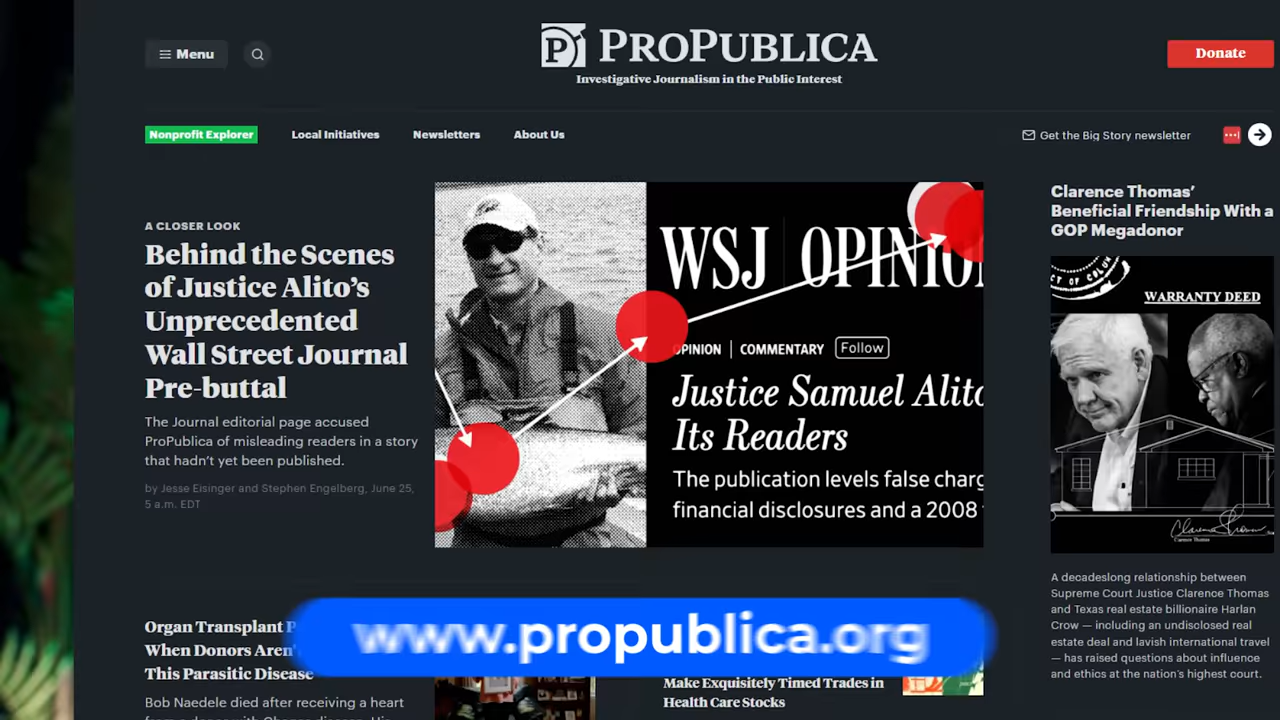 Menu
PROPUBLICA
Investigative Journalism in the Public Interest
Donate
Nonprofit Explorer
Local Initiatives
Newsletters
About Us
Get the Big Story newsletter
A CLOSER LOOK
Behind the Scenes
of Justice Alito's
Unprecedented
Wall Street Journal
Pre-buttal
The Journal editorial page accused
ProPublica of misleading readers in a story
that hadn't yet been published.
by Jesse Eisinger and Stephen Engelberg, June 25,
5 a.m. EDT
WSJ OPINION
OPINION | COMMENTARY Follow
Justice Samuel Alito
Its Readers
The publication levels false charg
financial disclosures and a 2008
Clarence Thomas'
Beneficial Friendship With a
GOP Megadonor
WARRANTY DEED
A decadeslong relationship between
Supreme Court Justice Clarence Thomas
and Texas real estate billionaire Harlan
Crow — including an undisclosed real
estate deal and lavish international travel
— has raised questions about influence
and ethics at the nation's highest court.
Organ Transplant
When Donors Aren'
This Parasitic Disease
Bob Naedele died after receiving a heart
www.propublica.org
Make Exquisitely Timed Trades in
Health Care Stocks